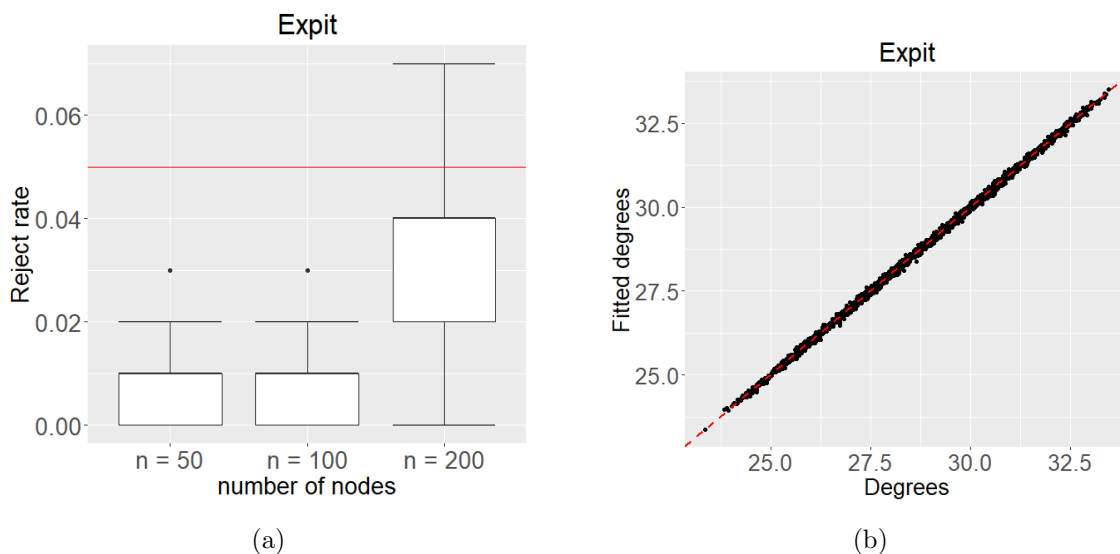 Expit
Reject rate
0.06
0.04
0.02
0.00
n = 50 n = 100 n = 200
number of nodes
(a)
Expit
Fitted degrees
32.5
30.0
27.5
25.0
25.0 27.5 30.0 32.5
Degrees
(b)